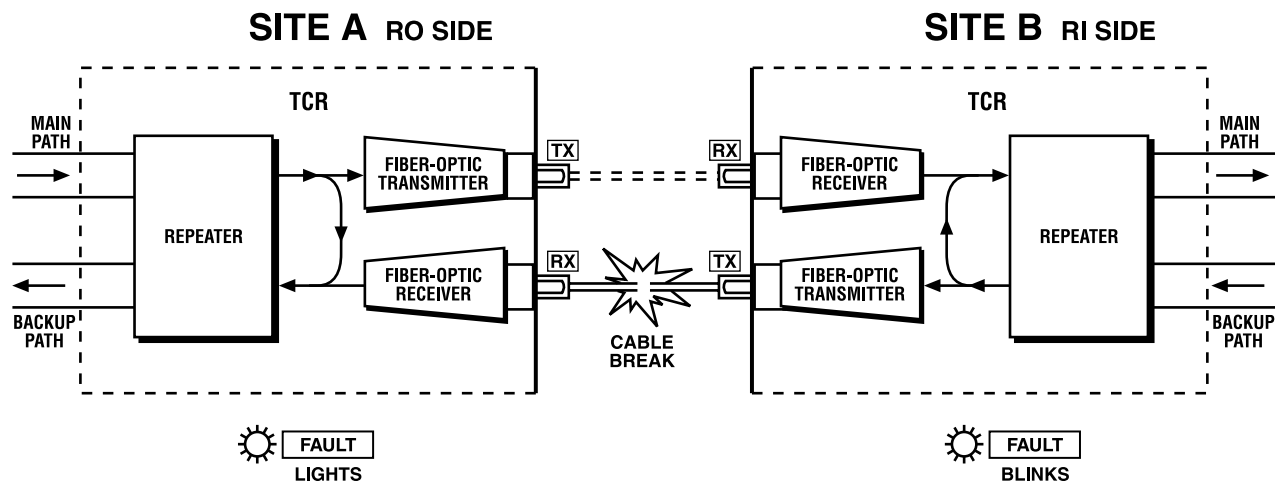 SITE A RO SIDE
SITE B RI SIDE
TCR
TCR
MAIN
PATH
MAIN
PATH
TX
RX
FIBER-OPTIC
TRANSMITTER
FIBER-OPTIC
RECEIVER
REPEATER
REPEATER
RX
TX
FIBER-OPTIC
RECEIVER
FIBER-OPTIC
TRANSMITTER
BACKUP
PATH
BACKUP
PATH
CABLE
BREAK
FAULT
LIGHTS
FAULT
BLINKS